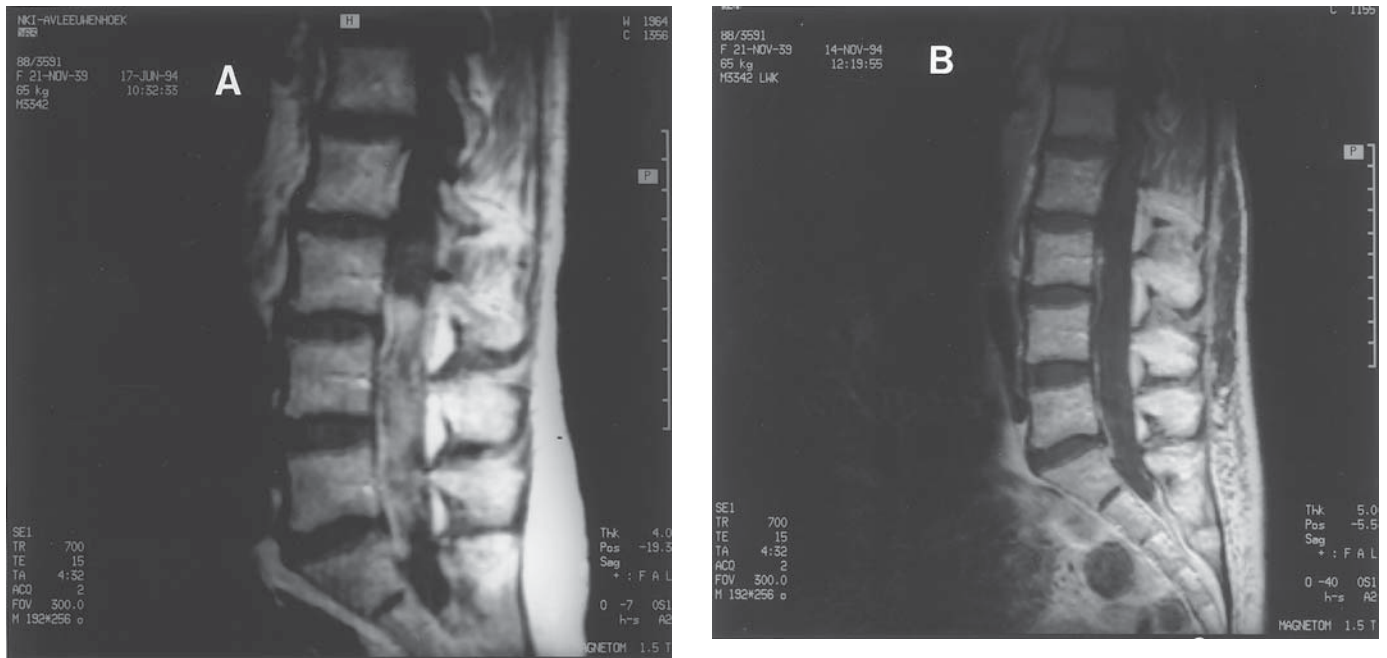 NKI-AVLEEUWENHOEK
H
W 1964
C 1356
88/3591
F 21-NOV-39 17-JUN-94
65 kg 10:32:33
M3342
A
P
SE1
TR 700
TE 15
TA 4:32
ACQ 2
FOV 300.0
M 192*256 o
Thk 4.0
Pos -19.3
Sag
+ : F A L
O -7 OS1
h-s A2
AGNETOM 1.5 T
C 1155
88/3591
F 21-NOV-39 14-NOV-94
65 kg 12:19:55
M3342 LWK
B
P
SE1
TR 700
TE 15
TA 4:32
ACQ 2
FOV 300.0
M 192*256 o
Thk 5.0
Pos -5.5
Sag
+ : F A L
O -40 OS1
h-s A2
MAGNETOM 1.5 T